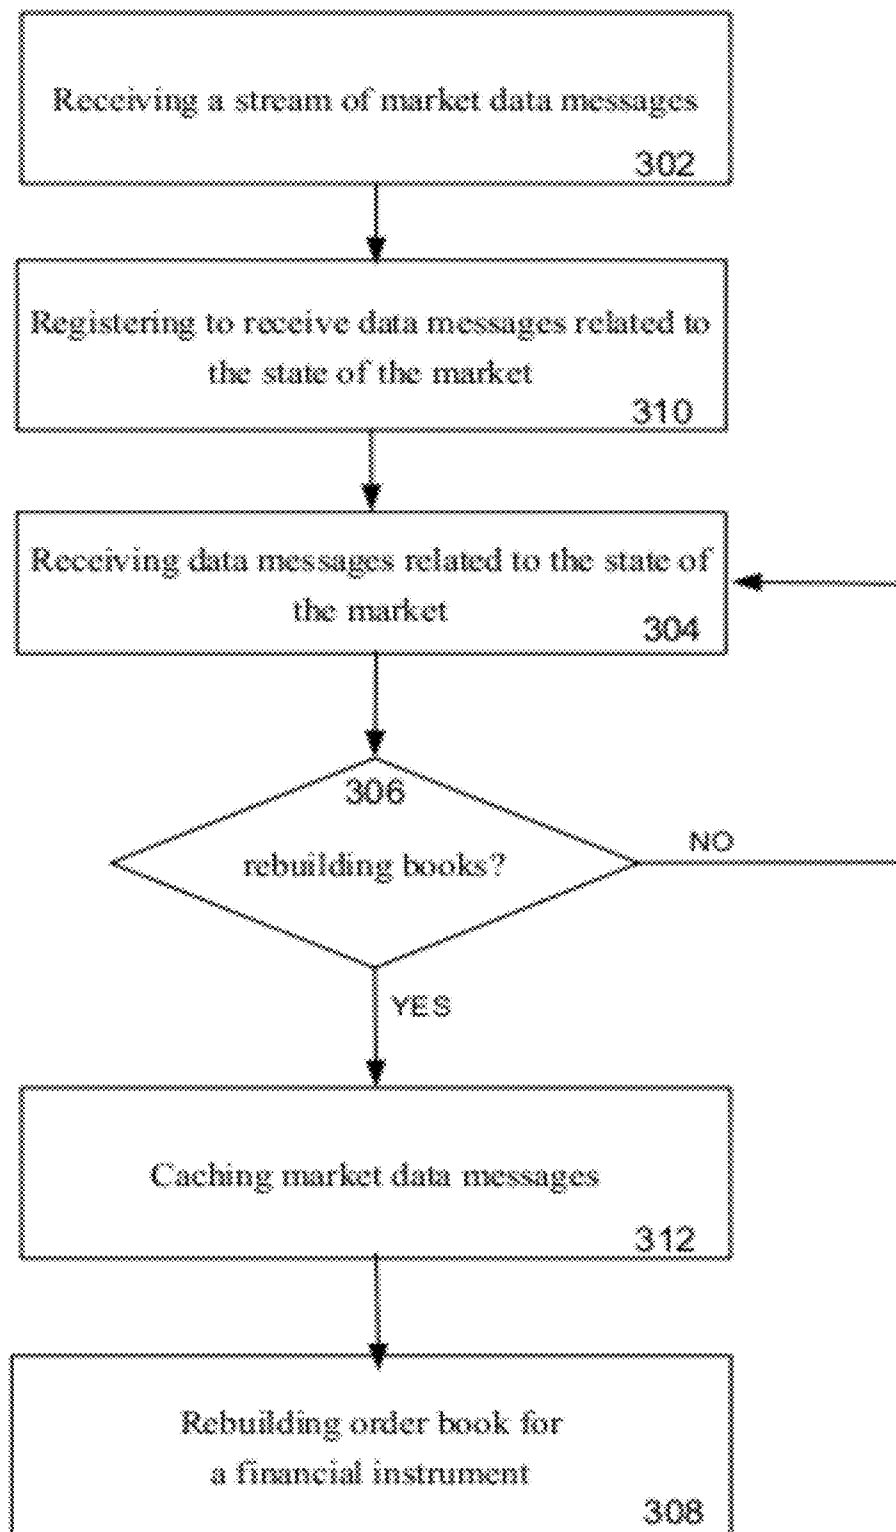 Receiving a stream of market data messages
302
Registering to receive data messages related to
the state of the market
310
Receiving data messages related to the state of
the market
304
306
rebuilding books?
NO
YES
Caching market data messages
312
Rebuilding order book for
a financial instrument
308